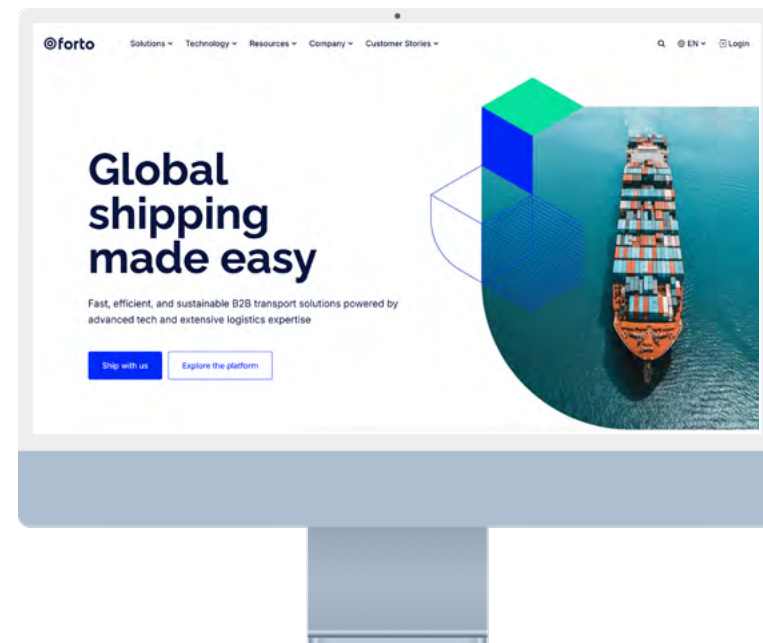 forto
Solutions
Technology
Resources
Company
Customer Stories
EN
Login
Global
shipping
made easy
Fast, efficient, and sustainable B2B transport solutions powered by
advanced tech and extensive logistics expertise
Ship with us
Explore the platform